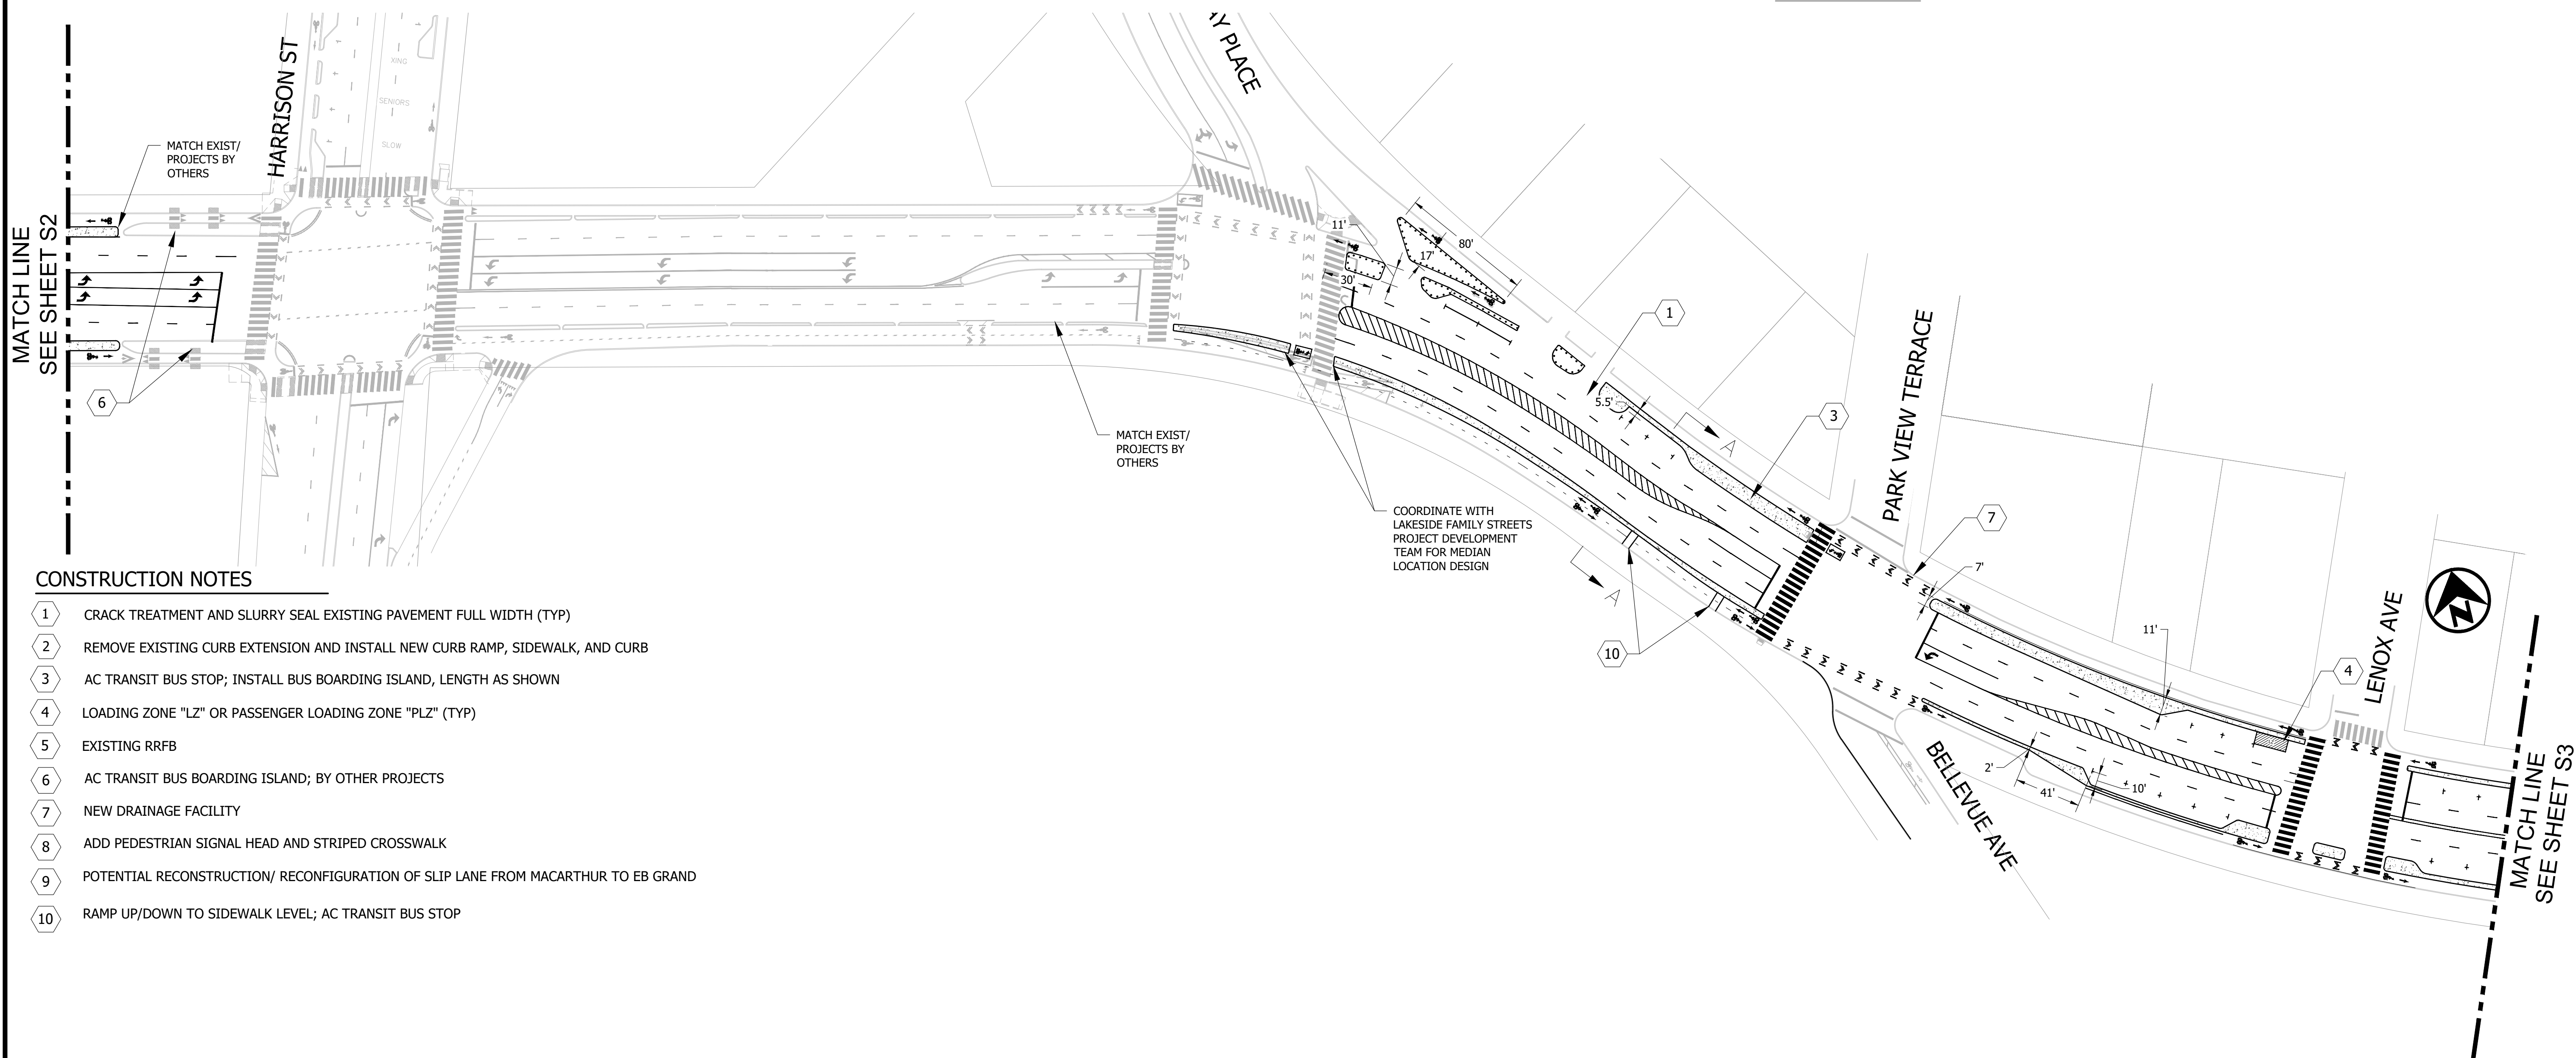 HARRISON ST
XING
SENIORS
SLOW
MATCH EXIST/
PROJECTS BY
OTHERS
MATCH LINE
SEE SHEET S2
6
AY PLACE
11'
30'
17'
80'
1
5.5'
3
A
PARK VIEW TERRACE
MATCH EXIST/
PROJECTS BY
OTHERS
COORDINATE WITH
LAKESIDE FAMILY STREETS
PROJECT DEVELOPMENT
TEAM FOR MEDIAN
LOCATION DESIGN
A
10
7
7'
11'
4
LENOX AVE
N
2'
41'
10'
BELLEVUE AVE
MATCH LINE
SEE SHEET S3
CONSTRUCTION NOTES
1 CRACK TREATMENT AND SLURRY SEAL EXISTING PAVEMENT FULL WIDTH (TYP)
2 REMOVE EXISTING CURB EXTENSION AND INSTALL NEW CURB RAMP, SIDEWALK, AND CURB
3 AC TRANSIT BUS STOP; INSTALL BUS BOARDING ISLAND, LENGTH AS SHOWN
4 LOADING ZONE "LZ" OR PASSENGER LOADING ZONE "PLZ" (TYP)
5 EXISTING RRFB
6 AC TRANSIT BUS BOARDING ISLAND; BY OTHER PROJECTS
7 NEW DRAINAGE FACILITY
8 ADD PEDESTRIAN SIGNAL HEAD AND STRIPED CROSSWALK
9 POTENTIAL RECONSTRUCTION/ RECONFIGURATION OF SLIP LANE FROM MACARTHUR TO EB GRAND
10 RAMP UP/DOWN TO SIDEWALK LEVEL; AC TRANSIT BUS STOP